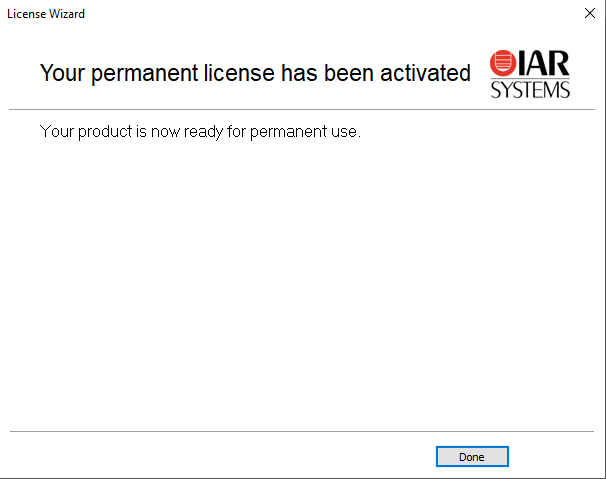 License Wizard
Your permanent license has been activated
IAR
SYSTEMS
Your product is now ready for permanent use.
Done